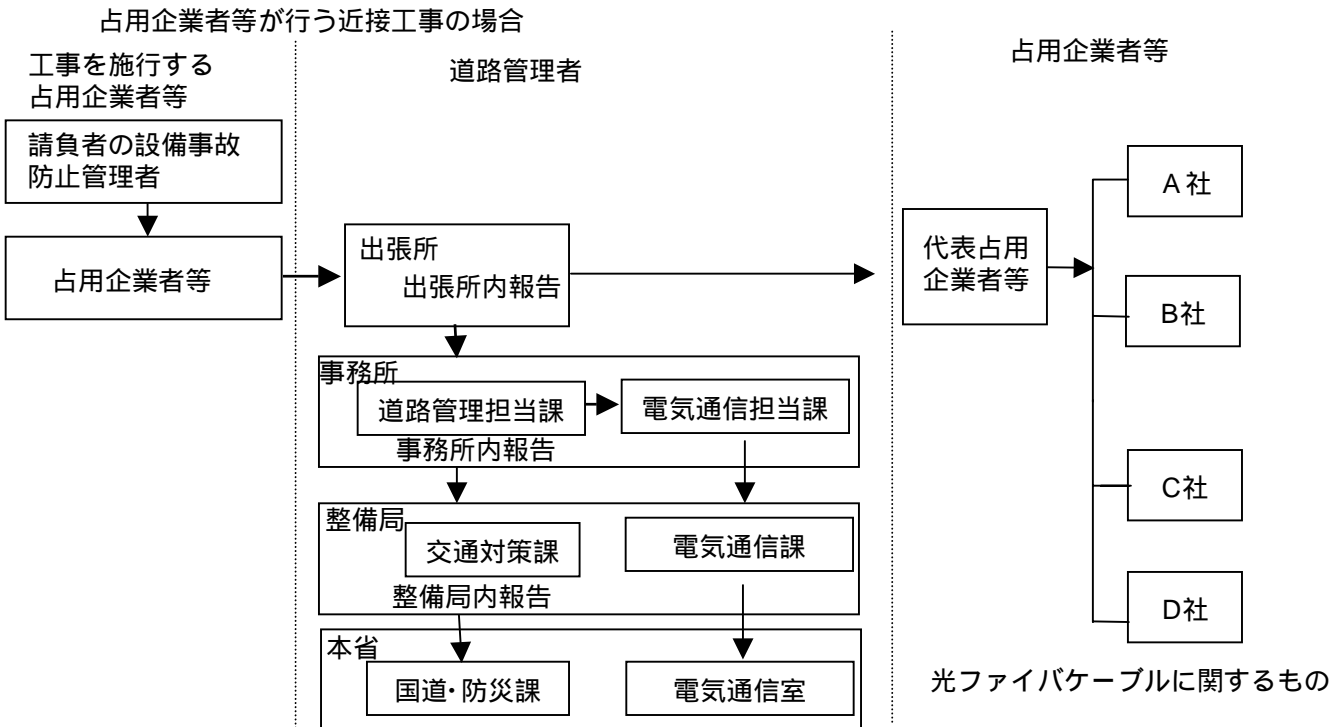 占用企業者等が行う近接工事の場合
工事を施行する
占用企業者等
道路管理者
占用企業者等
請負者の設備事故
防止管理者
占用企業者等
出張所
出張所内報告
代表占用
企業者等
A社
B社
C社
D社
事務所
道路管理担当課
電気通信担当課
事務所内報告
整備局
交通対策課
電気通信課
整備局内報告
本省
国道・防災課
電気通信室
光ファイバケーブルに関するもの